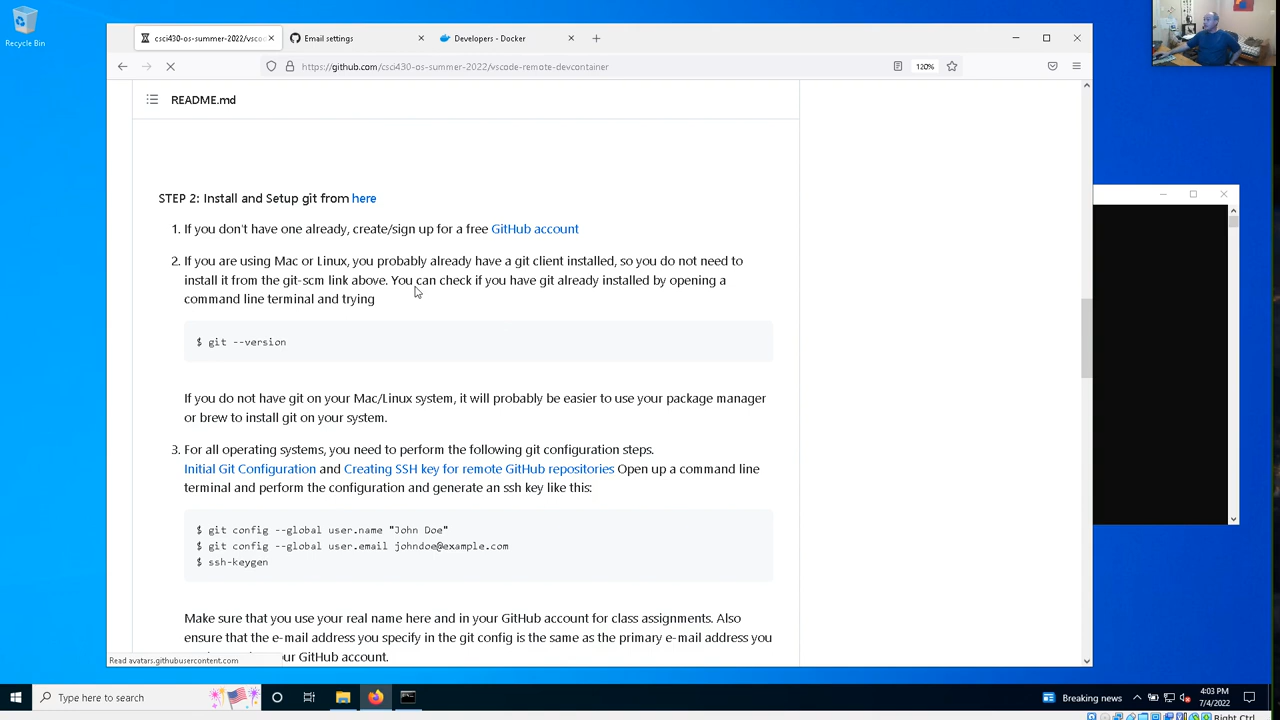 Recycle Bin
csci430-os-summer-2022/vscod
Email settings
Developers - Docker
https://github.com/csci430-os-summer-2022/vscode-remote-devcontainer
120%
README.md
STEP 2: Install and Setup git from here
1. If you don't have one already, create/sign up for a free GitHub account
2. If you are using Mac or Linux, you probably already have a git client installed, so you do not need to
install it from the git-scm link above. You can check if you have git already installed by opening a
command line terminal and trying
$ git --version
If you do not have git on your Mac/Linux system, it will probably be easier to use your package manager
or brew to install git on your system.
3. For all operating systems, you need to perform the following git configuration steps.
Initial Git Configuration and Creating SSH key for remote GitHub repositories Open up a command line
terminal and perform the configuration and generate an ssh key like this:
$ git config --global user.name "John Doe"
$ git config --global user.email johndoe@example.com
$ ssh-keygen
Make sure that you use your real name here and in your GitHub account for class assignments. Also
ensure that the e-mail address you specify in the git config is the same as the primary e-mail address you
ur GitHub account.
Read avatars.githubusercontent.com
Type here to search
Breaking news
4:03 PM
7/4/2022
Right Ctrl